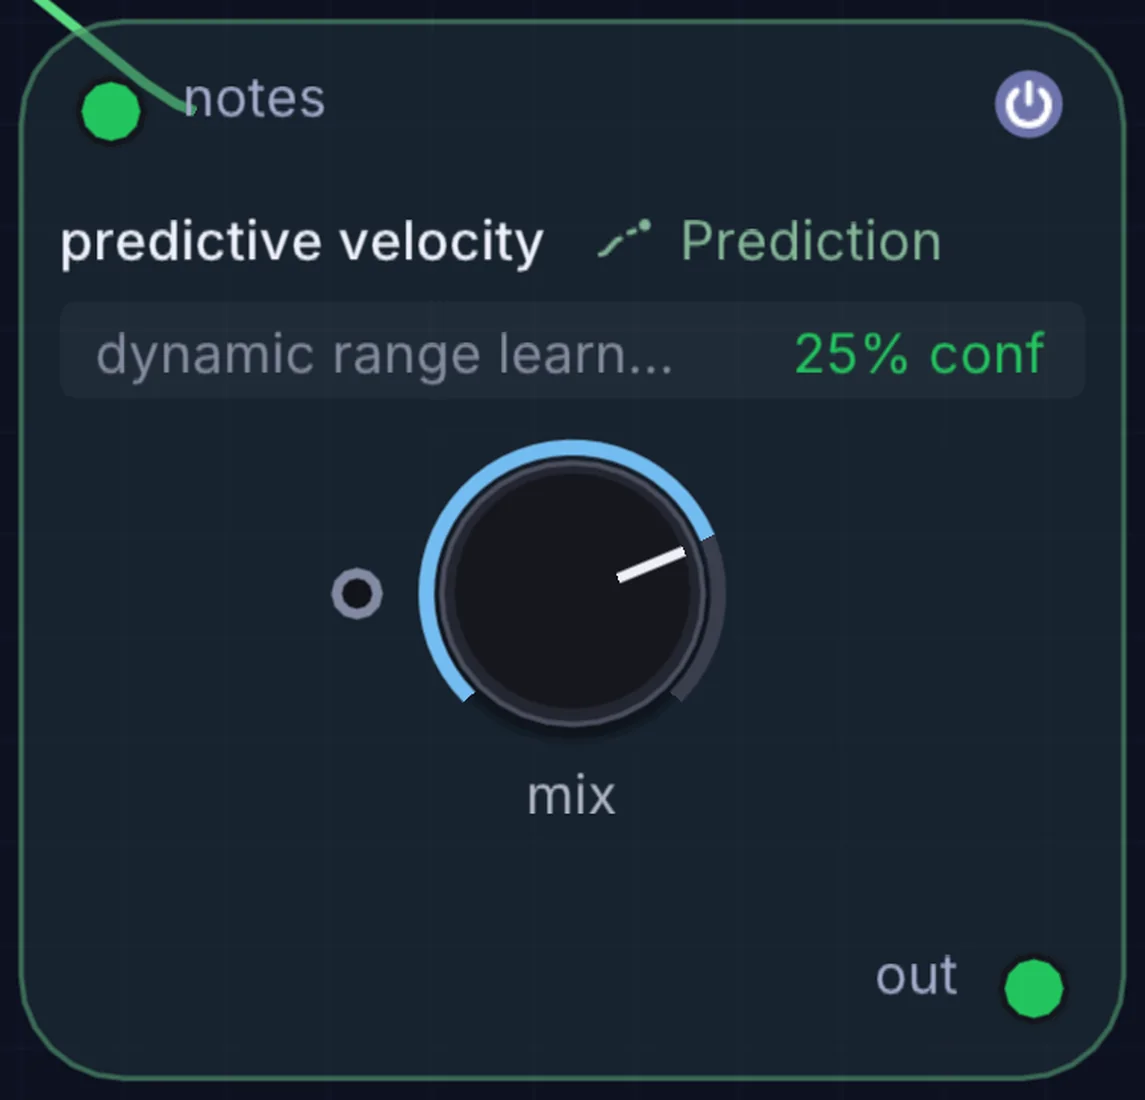 notes
predictive velocity Prediction
dynamic range learn... 25% conf
mix
out